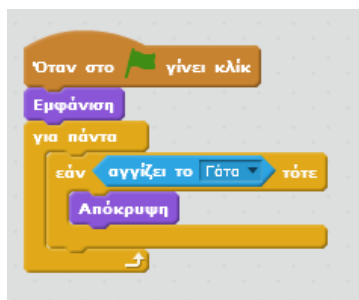 Όταν στο γίνει κλίκ
Εμφάνιση
για πάντα
εάν αγγίζει το Γάτα τότε
Απόκρυψη